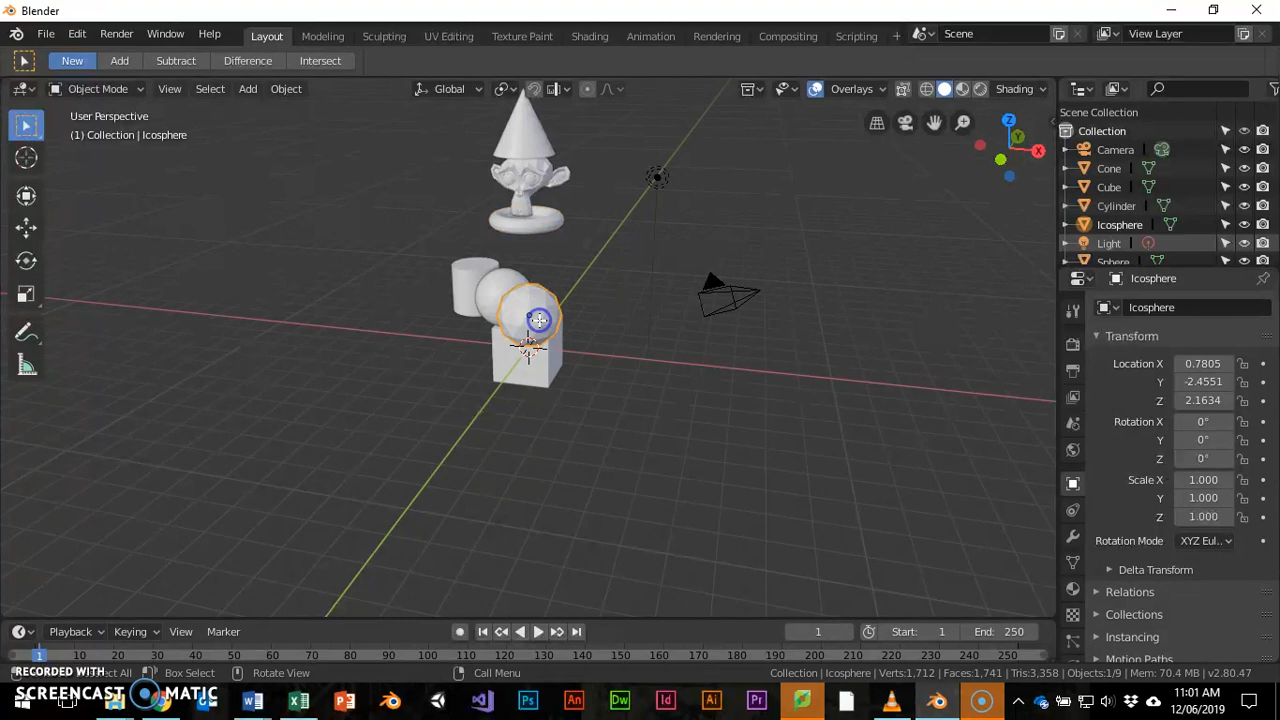 Blender
File Edit Render Window Help Layout Modeling Sculpting UV Editing Texture Paint Shading Animation Rendering Compositing Scripting + Scene View Layer
New Add Subtract Difference Intersect
Object Mode View Select Add Object Global Overlays Shading
User Perspective
(1) Collection | Icosphere
Z
Y
X
Scene Collection
Collection
Camera
Cone
Cube
Cylinder
Icosphere
Light
Sphere
Icosphere
Icosphere
Transform
Location X 0.7805
Y -2.4551
Z 2.1634
Rotation X 0°
Y 0°
Z 0°
Scale X 1.000
Y 1.000
Z 1.000
Rotation Mode XYZ Eul..
Delta Transform
Relations
Collections
Instancing
Motion Paths
Playback Keying View Marker 1 Start: 1 End: 250
1 10 20 30 40 50 60 70 80 90 100 110 120 130 140 150 160 170 180 190 200 210 220 230 240 250
Box Select Rotate View Call Menu Collection | Icosphere | Verts:1,712 | Faces:1,741 | Tris:3,358 | Objects:1/9 | Mem: 70.4 MB | v2.80.47
RECORDED WITH
SCREENCAST MATIC
Ps An Dw Id Ai Pr
11:01 AM
12/06/2019